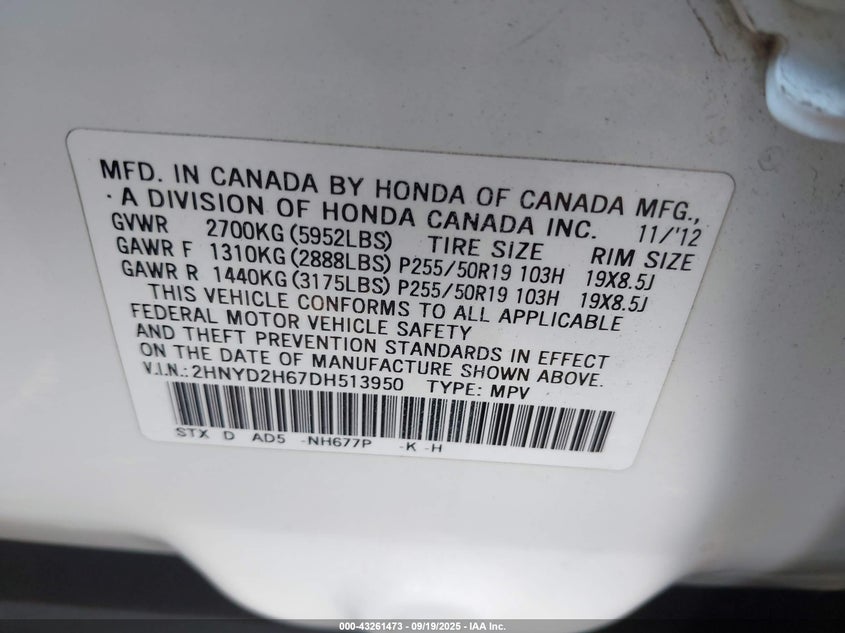 MFD. IN CANADA BY HONDA OF CANADA MFG.,
A DIVISION OF HONDA CANADA INC. 11/'12
GVWR 2700KG (5952LBS) TIRE SIZE RIM SIZE
GAWR F 1310KG (2888LBS) P255/50R19 103H 19X8.5J
GAWR R 1440KG (3175LBS) P255/50R19 103H 19X8.5J
THIS VEHICLE CONFORMS TO ALL APPLICABLE
FEDERAL MOTOR VEHICLE SAFETY
AND THEFT PREVENTION STANDARDS IN EFFECT
ON THE DATE OF MANUFACTURE SHOWN ABOVE.
V.I.N.: 2HNYD2H67DH513950 TYPE: MPV
STX D AD5 -NH677P -K -H
000-43261473 - 09/19/2025 - IAA Inc.